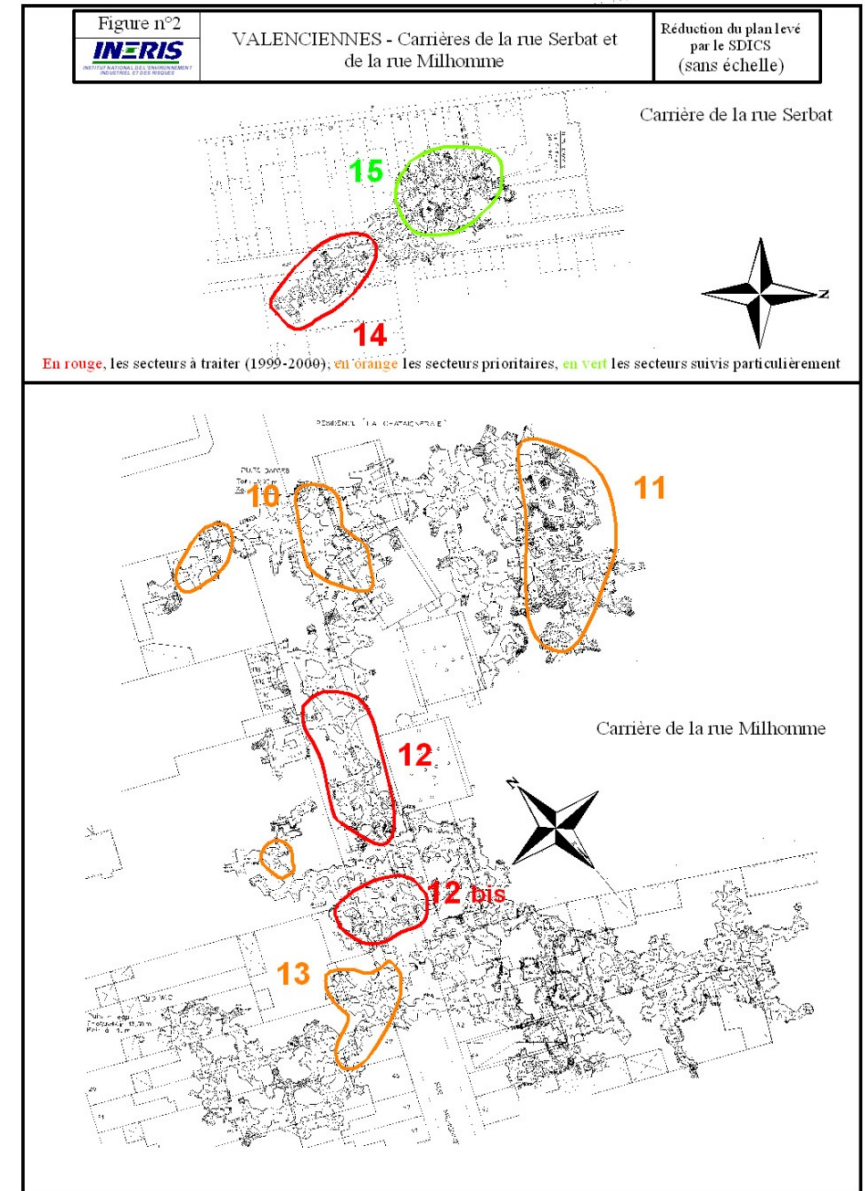 Figure n°2
INERIS
INSTITUT NATIONAL DE L'ENVIRONNEMENT
INDUSTRIEL ET DES RISQUES
VALENCIENNES - Carrières de la rue Serbat et
de la rue Milhomme
Réduction du plan levé
par le SDICS
(sans échelle)
Carrière de la rue Serbat
15
14
N
En rouge, les secteurs à traiter (1999-2000); en orange les secteurs prioritaires, en vert les secteurs suivis particulièrement
10
11
12
Carrière de la rue Milhomme
N
12 bis
13